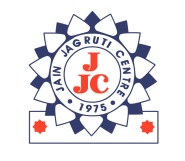 JAIN JAGRUTI CENTRE
• 1975 •
J
JC